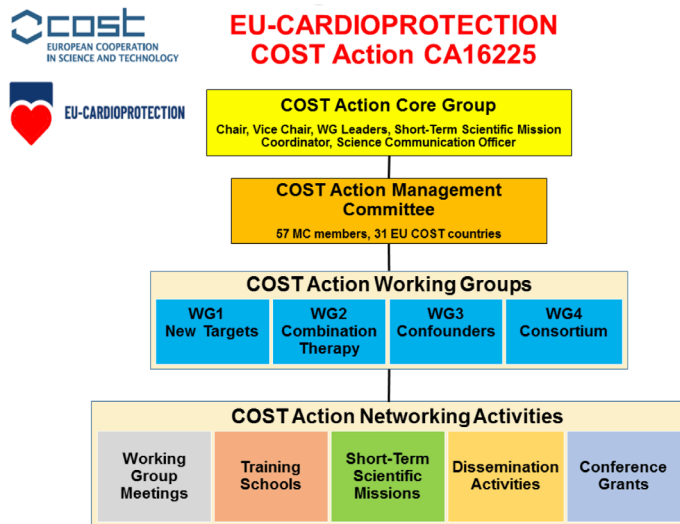 cost
EUROPEAN COOPERATION
IN SCIENCE AND TECHNOLOGY
EU-CARDIOPROTECTION
COST Action CA16225
EU-CARDIOPROTECTION
COST Action Core Group
Chair, Vice Chair, WG Leaders, Short-Term Scientific Mission
Coordinator, Science Communication Officer
COST Action Management
Committee
57 MC members, 31 EU COST countries
COST Action Working Groups
WG1
New Targets
WG2
Combination
Therapy
WG3
Confounders
WG4
Consortium
COST Action Networking Activities
Working
Group
Meetings
Training
Schools
Short-Term
Scientific
Missions
Dissemination
Activities
Conference
Grants